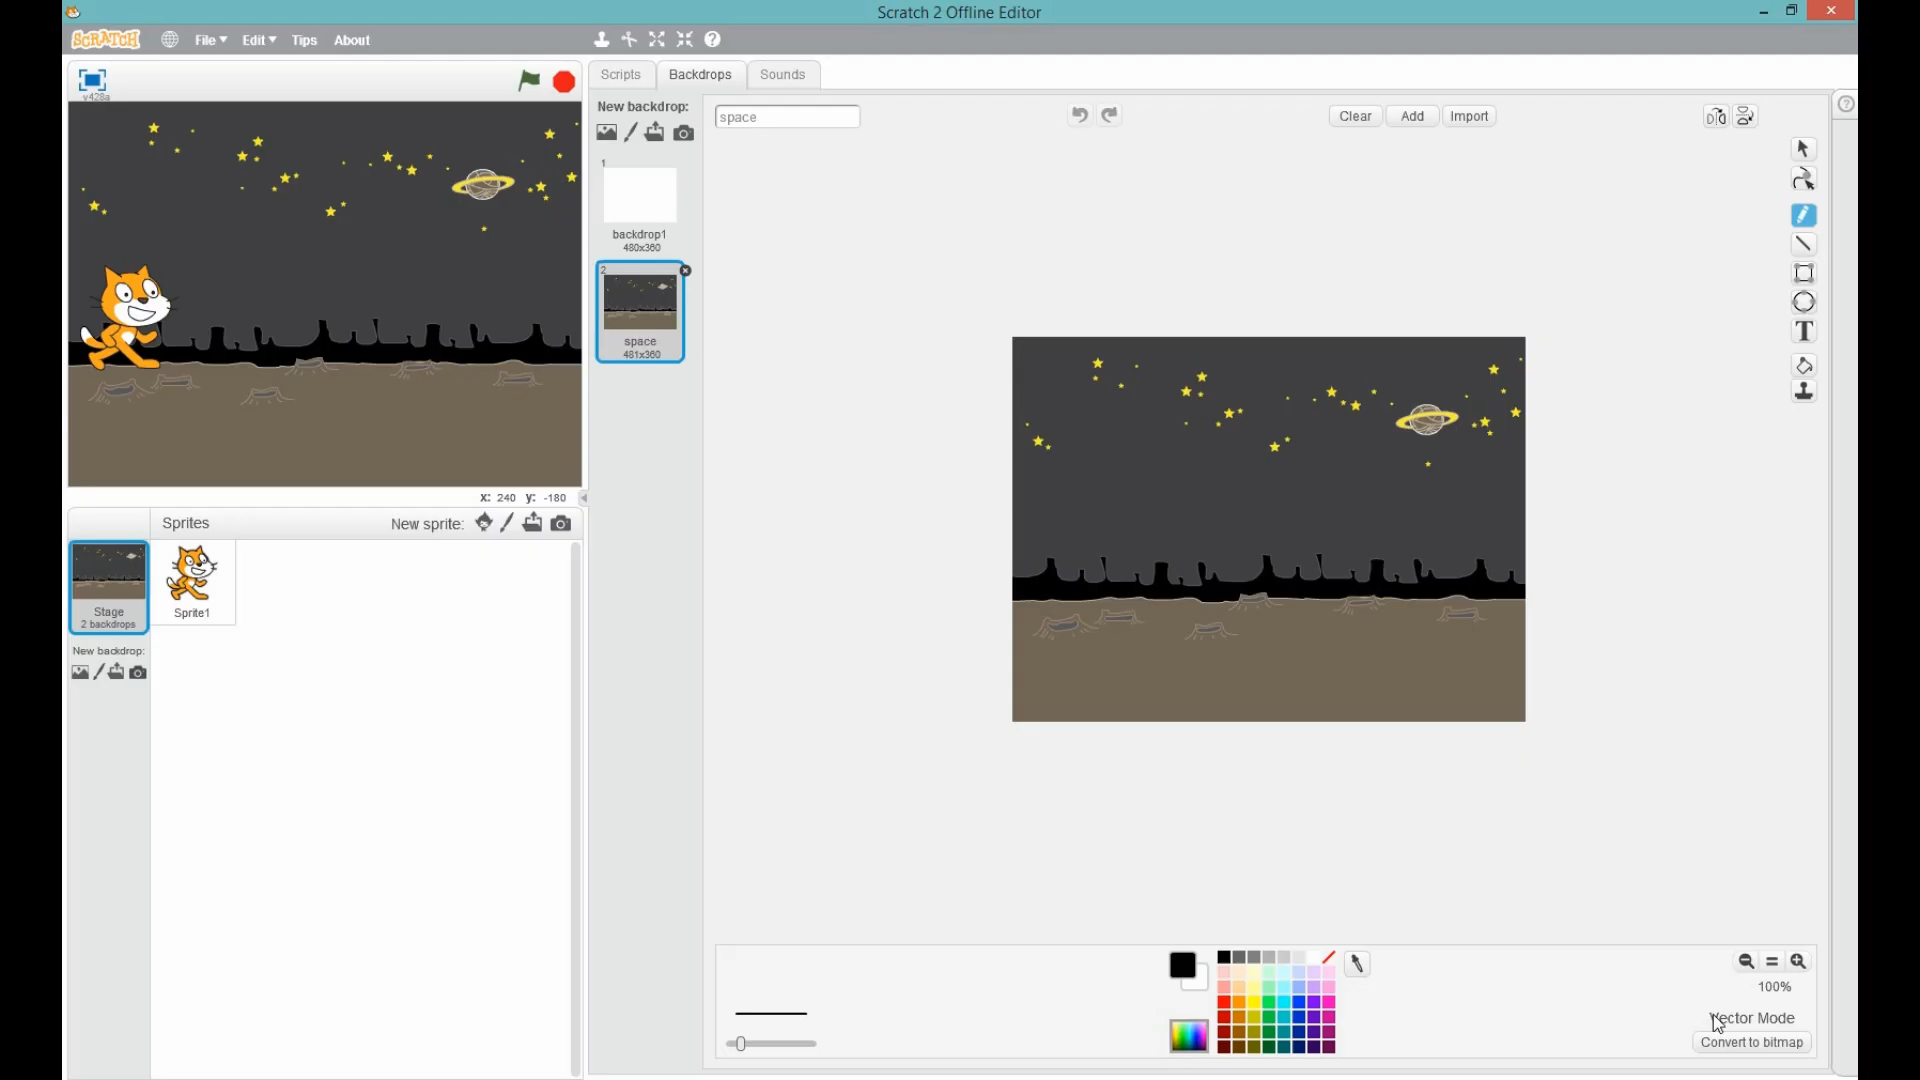 Scratch 2 Offline Editor
SCRATCH File Edit Tips About
v428a
Scripts Backdrops Sounds
New backdrop:
space
Clear Add Import
1
backdrop1
480x360
2
space
481x360
x: 240 y: -180
Sprites New sprite:
Stage
2 backdrops
Sprite1
New backdrop:
T
100%
Vector Mode
Convert to bitmap